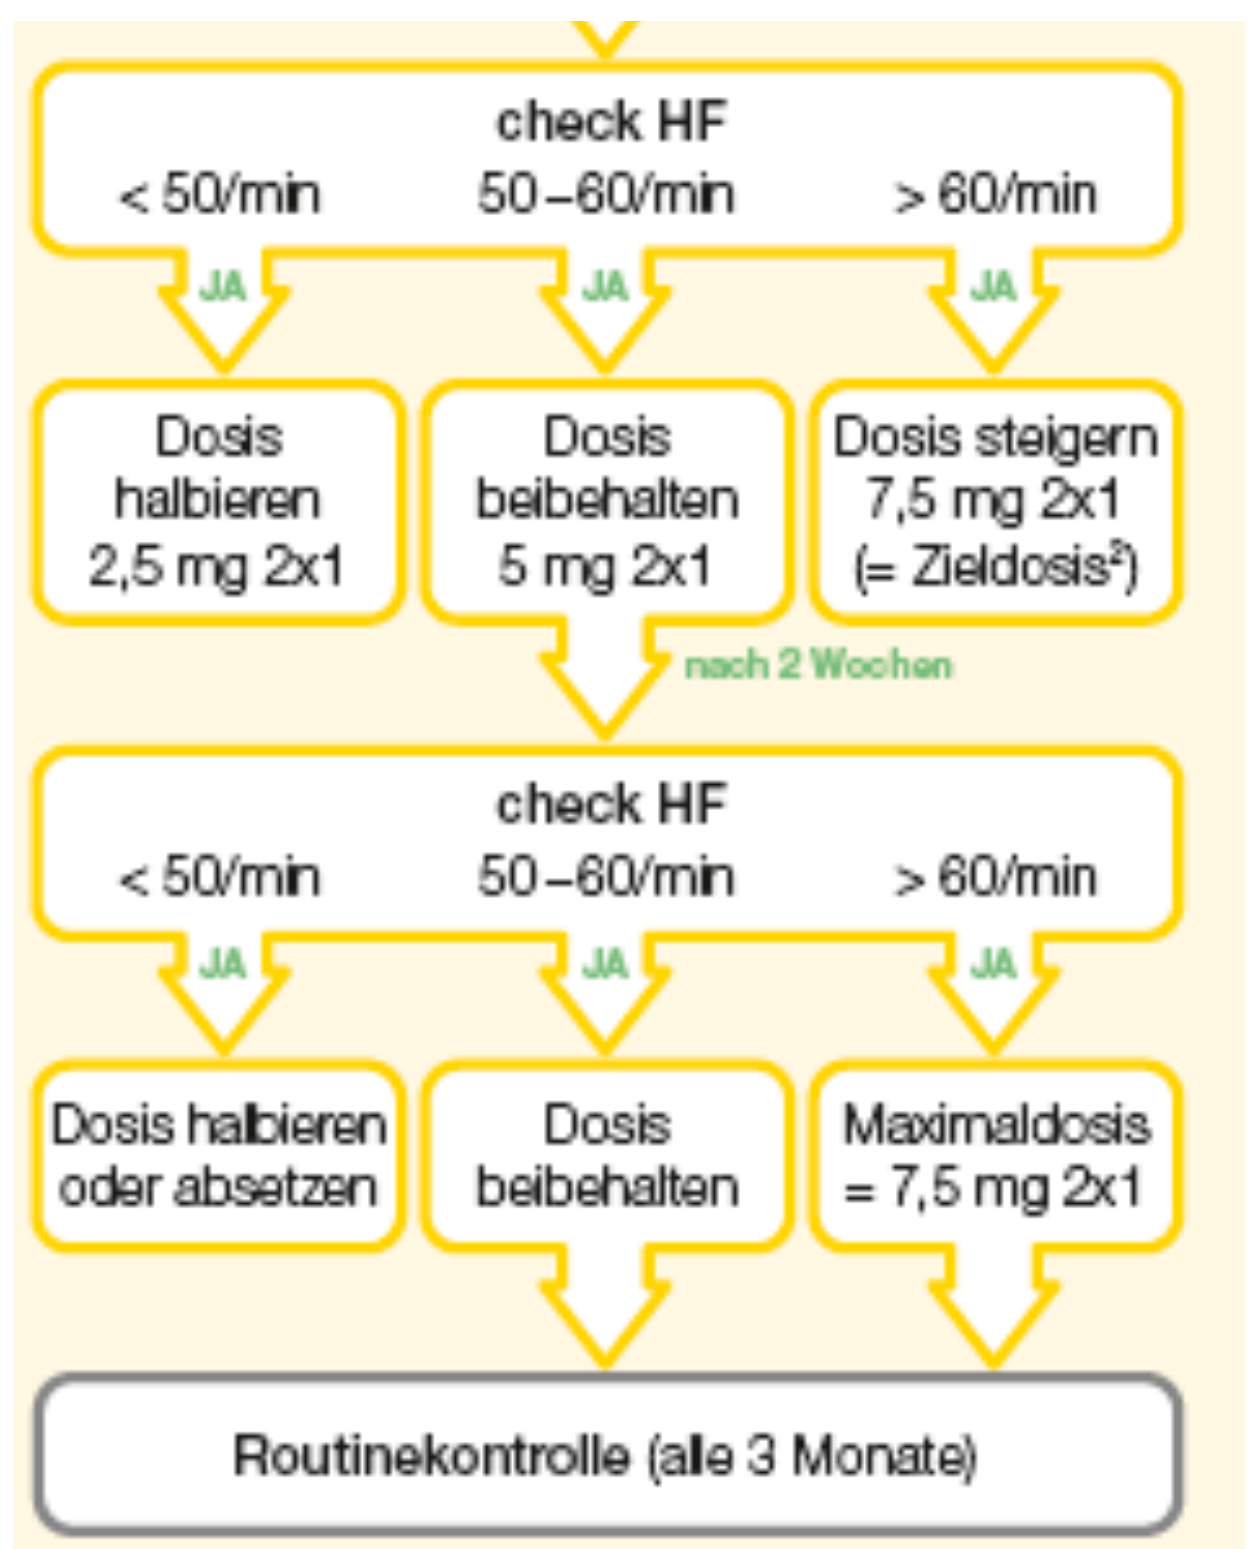 check HF
< 50/min 50–60/min > 60/min
JA JA JA
Dosis
halbieren
2,5 mg 2x1
Dosis
beibehalten
5 mg 2x1
Dosis steigern
7,5 mg 2x1
(= Zieldosis²)
nach 2 Wochen
check HF
< 50/min 50–60/min > 60/min
JA JA JA
Dosis halbieren
oder absetzen
Dosis
beibehalten
Maximaldosis
= 7,5 mg 2x1
Routinekontrolle (alle 3 Monate)